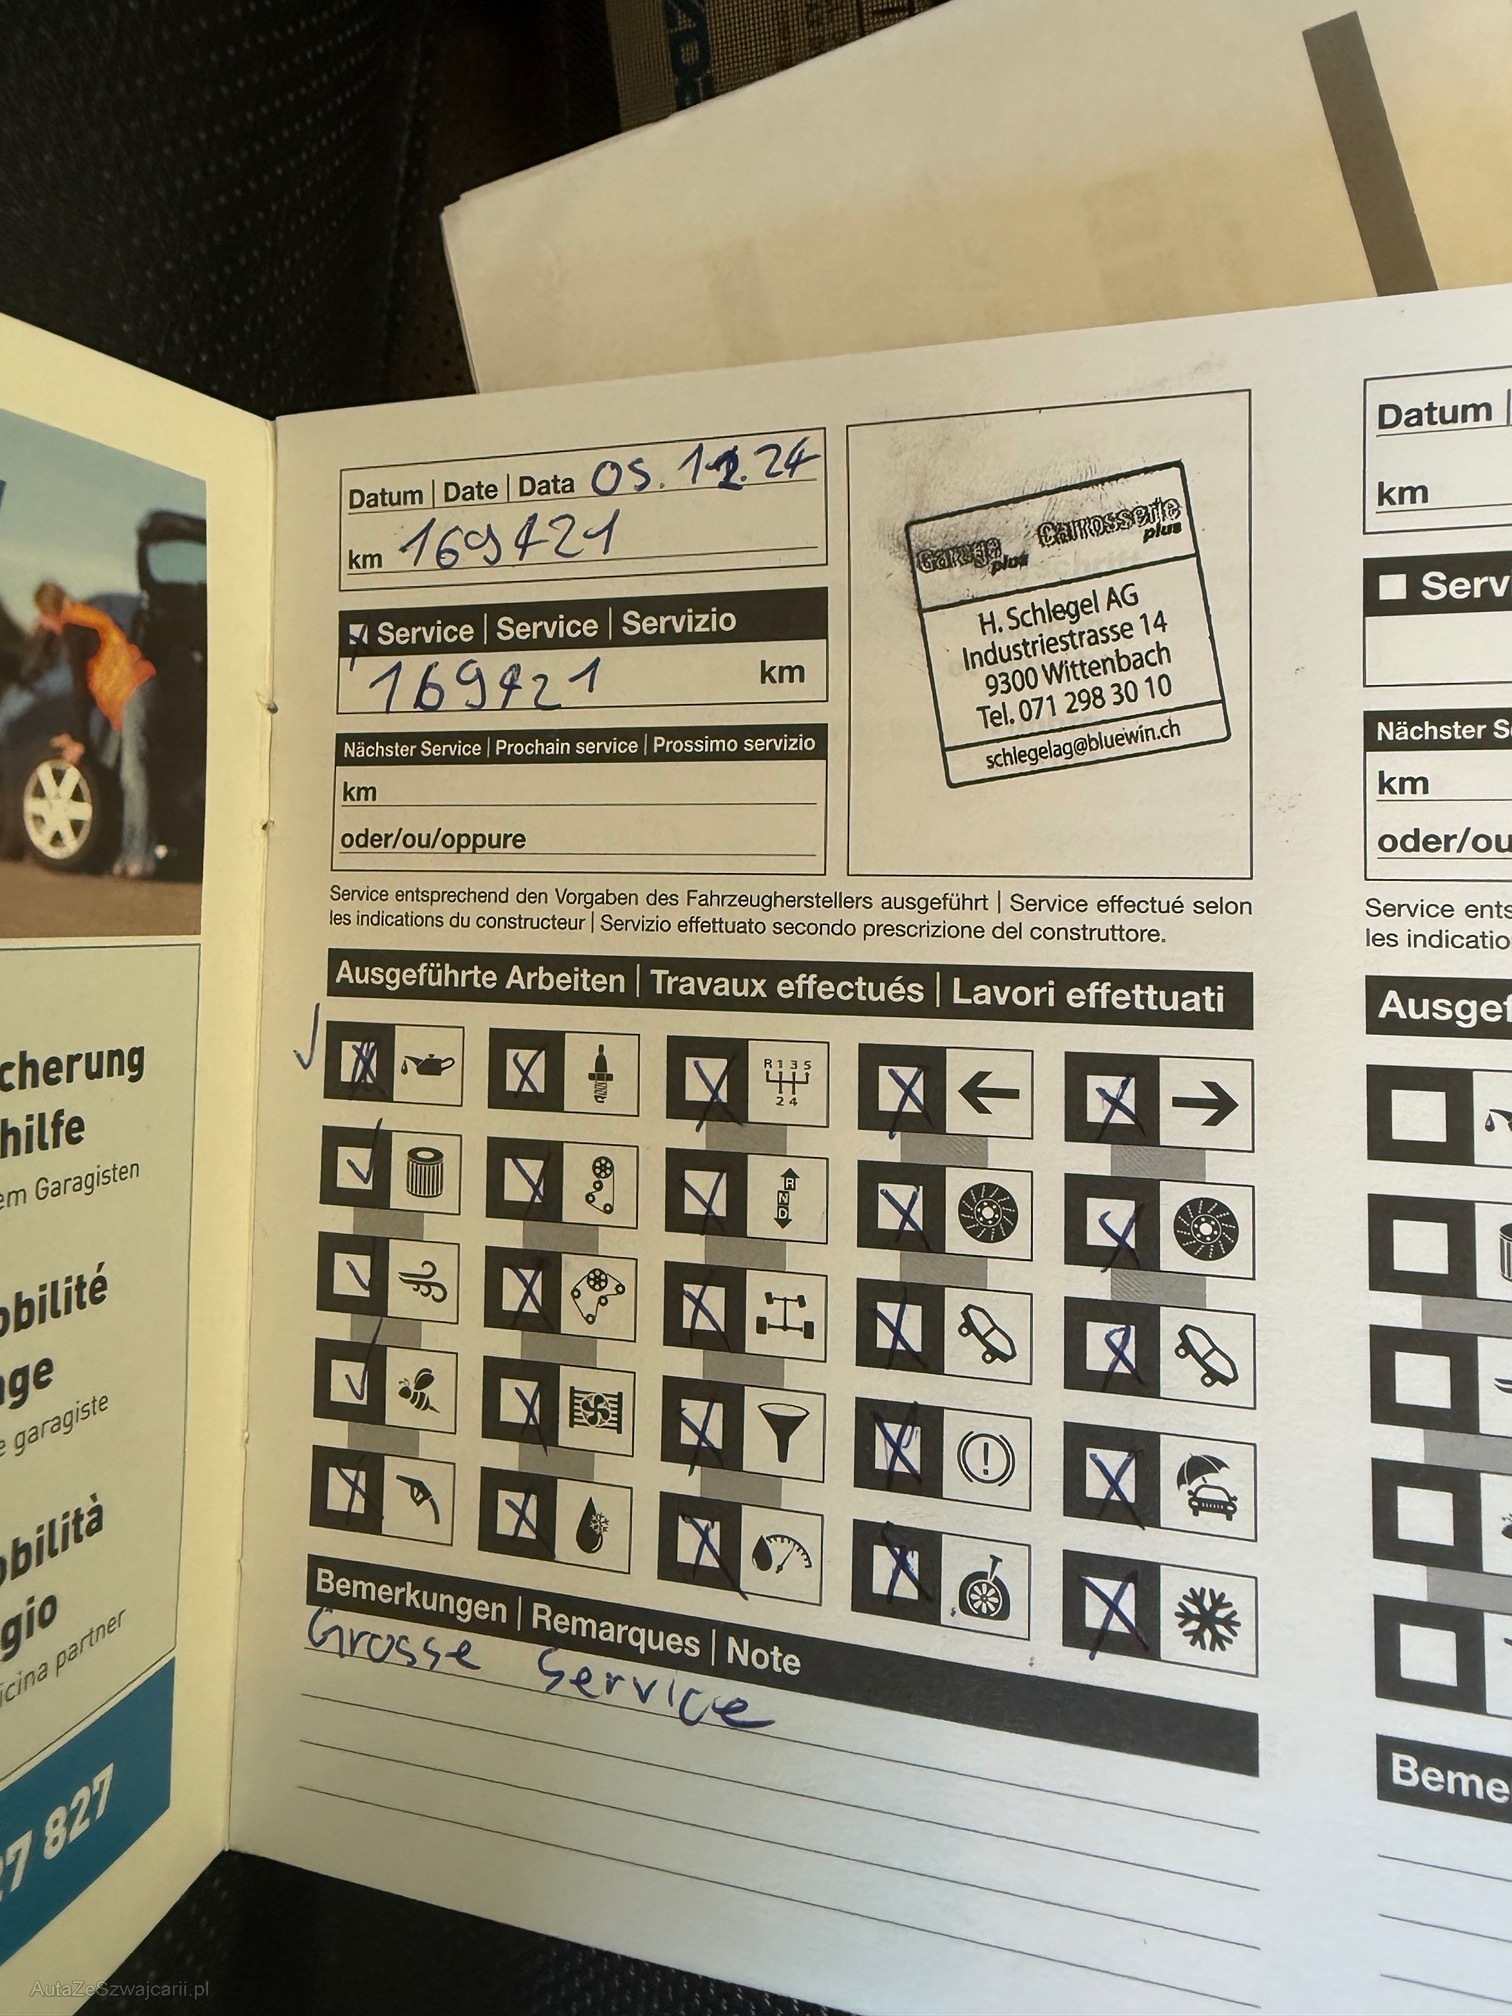 cherung
hilfe
em Garagisten
obilité
age
e garagiste
obilità
gio
icina partner
27 827
Datum | Date | Data 05.12.24
km 169421
Service | Service | Servizio
169421 km
Nächster Service | Prochain service | Prossimo servizio
km
oder/ou/oppure
Garage plus Carrosserie plus
H. Schlegel AG
Industriestrasse 14
9300 Wittenbach
Tel. 071 298 30 10
schlegelag@bluewin.ch
Service entsprechend den Vorgaben des Fahrzeugherstellers ausgeführt | Service effectué selon
les indications du constructeur | Servizio effettuato secondo prescrizione del construttore.
Ausgeführte Arbeiten | Travaux effectués | Lavori effettuati
R 1 3 5
2 4
R
N
D
Bemerkungen | Remarques | Note
Grosse Service
Datum |
km
Serv
Nächster S
km
oder/ou
Service ents
les indicatio
Ausgef
Beme
AutaZeSzwajcarii.pl